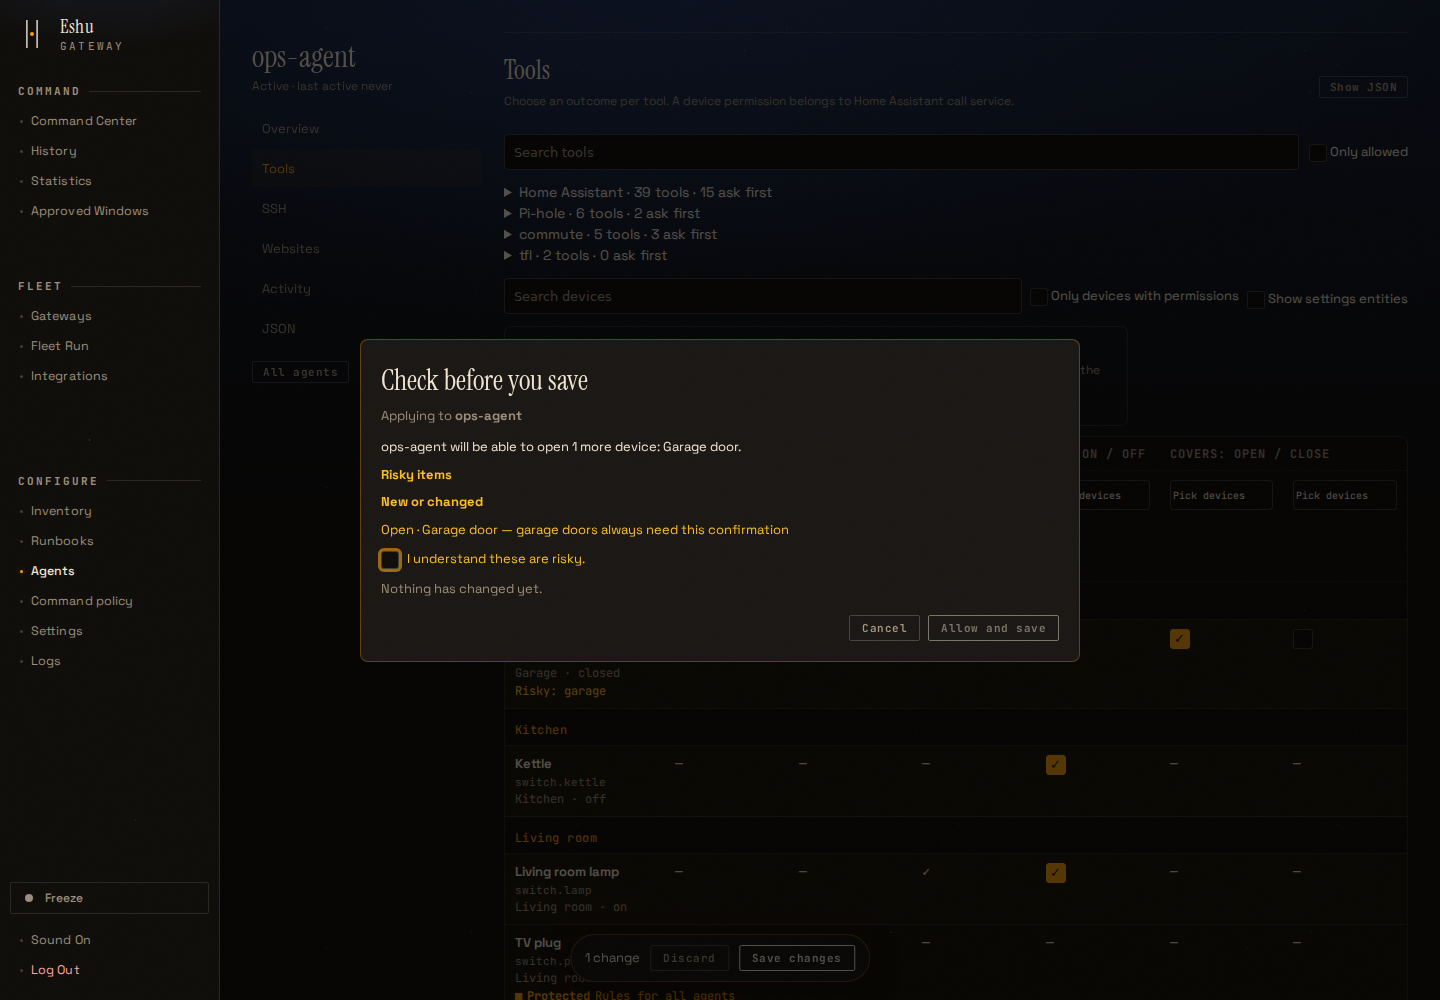 Eshu
GATEWAY
COMMAND
Command Center
History
Statistics
Approved Windows
FLEET
Gateways
Fleet Run
Integrations
CONFIGURE
Inventory
Runbooks
Agents
Command policy
Settings
Logs
Freeze
Sound On
Log Out
ops-agent
Active · last active never
Overview
Tools
SSH
Websites
Activity
JSON
All agents
Tools
Choose an outcome per tool. A device permission belongs to Home Assistant call service.
Show JSON
Search tools
Only allowed
▶ Home Assistant · 39 tools · 15 ask first
▶ Pi-hole · 6 tools · 2 ask first
▶ commute · 5 tools · 3 ask first
▶ tfl · 2 tools · 0 ask first
Search devices
Only devices with permissions
Show settings entities
the
Check before you save
Applying to ops-agent
ops-agent will be able to open 1 more device: Garage door.
Risky items
New or changed
Open · Garage door — garage doors always need this confirmation
I understand these are risky.
Nothing has changed yet.
Cancel
Allow and save
ON / OFF
COVERS: OPEN / CLOSE
devices
Pick devices
Pick devices
✓
Garage · closed
Risky: garage
Kitchen
Kettle
— — — ✓ — —
switch.kettle
Kitchen · off
Living room
Living room lamp
— — ✓ ✓ — —
switch.lamp
Living room · on
TV plug
— — — —
switch.p
Living roo
Protected Rules for all agents
1 change
Discard
Save changes